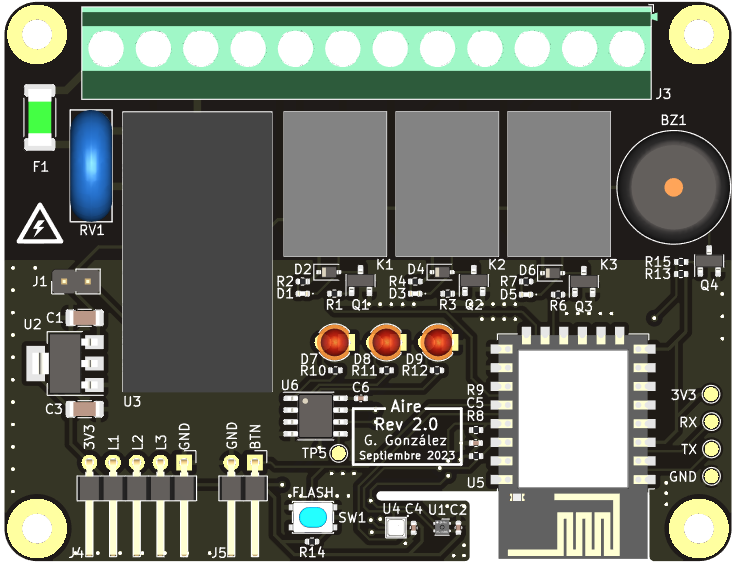 J3
BZ1
F1
RV1
J1
D2
K1
D4
K2
D6
K3
R2
D1
R1
Q1
R4
D3
R3
Q2
R7
D5
R6
Q3
R15
R13
Q4
C1
U2
C3
U3
D7
D8
D9
R10
R11
R12
U6
C6
R9
C5
R8
Aire
Rev 2.0
G. González
Septiembre 2023
TP5
U5
3V3
RX
TX
GND
3V3
L1
L2
L3
GND
GND
BTN
J4
J5
FLASH
SW1
R14
U4
C4
U1
C2